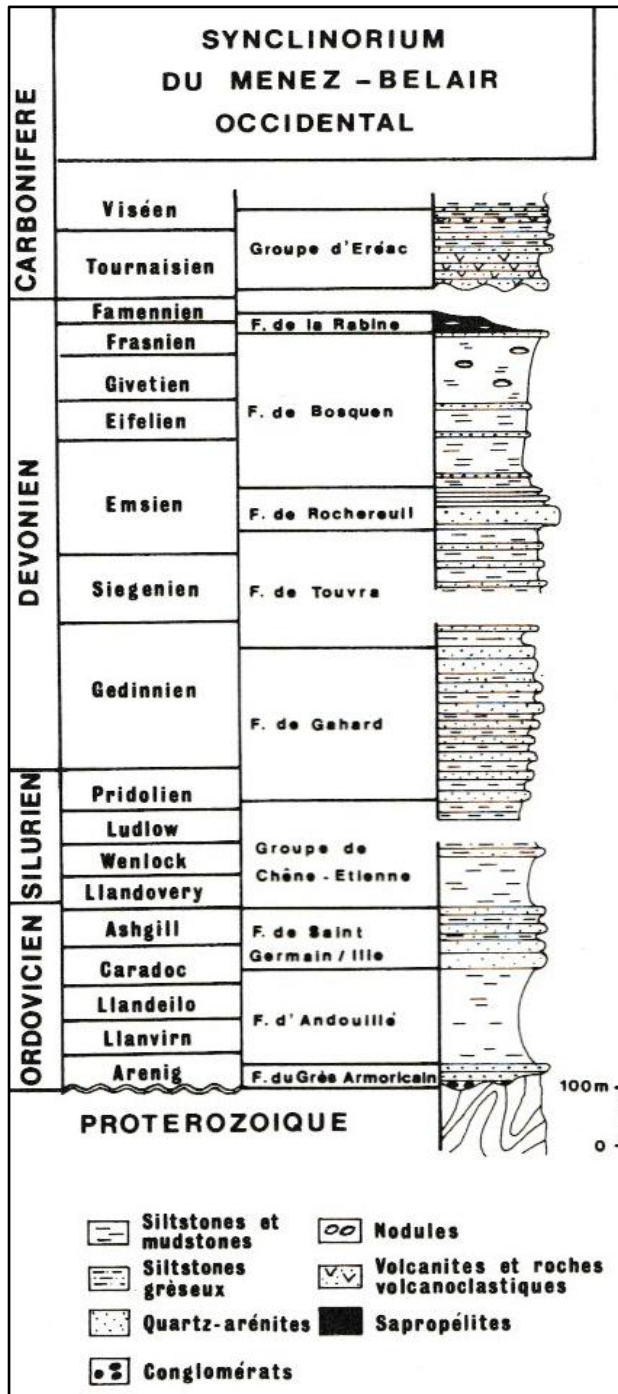 SYNCLINORIUM
DU MENEZ - BELAIR
OCCIDENTAL
CARBONIFERE
Viséen
Tournaisien
Groupe d'Eréac
DEVONIEN
Famennien
Frasnien
Givetien
Eifelien
Emsien
Siegenien
Gedinnien
F. de la Rabine
F. de Bosquen
F. de Rochereuil
F. de Touvra
F. de Gahard
SILURIEN
Pridolien
Ludlow
Wenlock
Llandovery
Groupe de
Chêne - Etienne
ORDOVICIEN
Ashgill
Caradoc
Llandeilo
Llanvirn
Arenig
F. de Saint
Germain / Ille
F. d'Andouillé
F. du Grès Armoricain
100m
0
PROTEROZOIQUE
Siltstones et
mudstones
Siltstones
grèseux
Quartz-arénites
Conglomérats
Nodules
Volcanites et roches
volcanoclastiques
Sapropélites